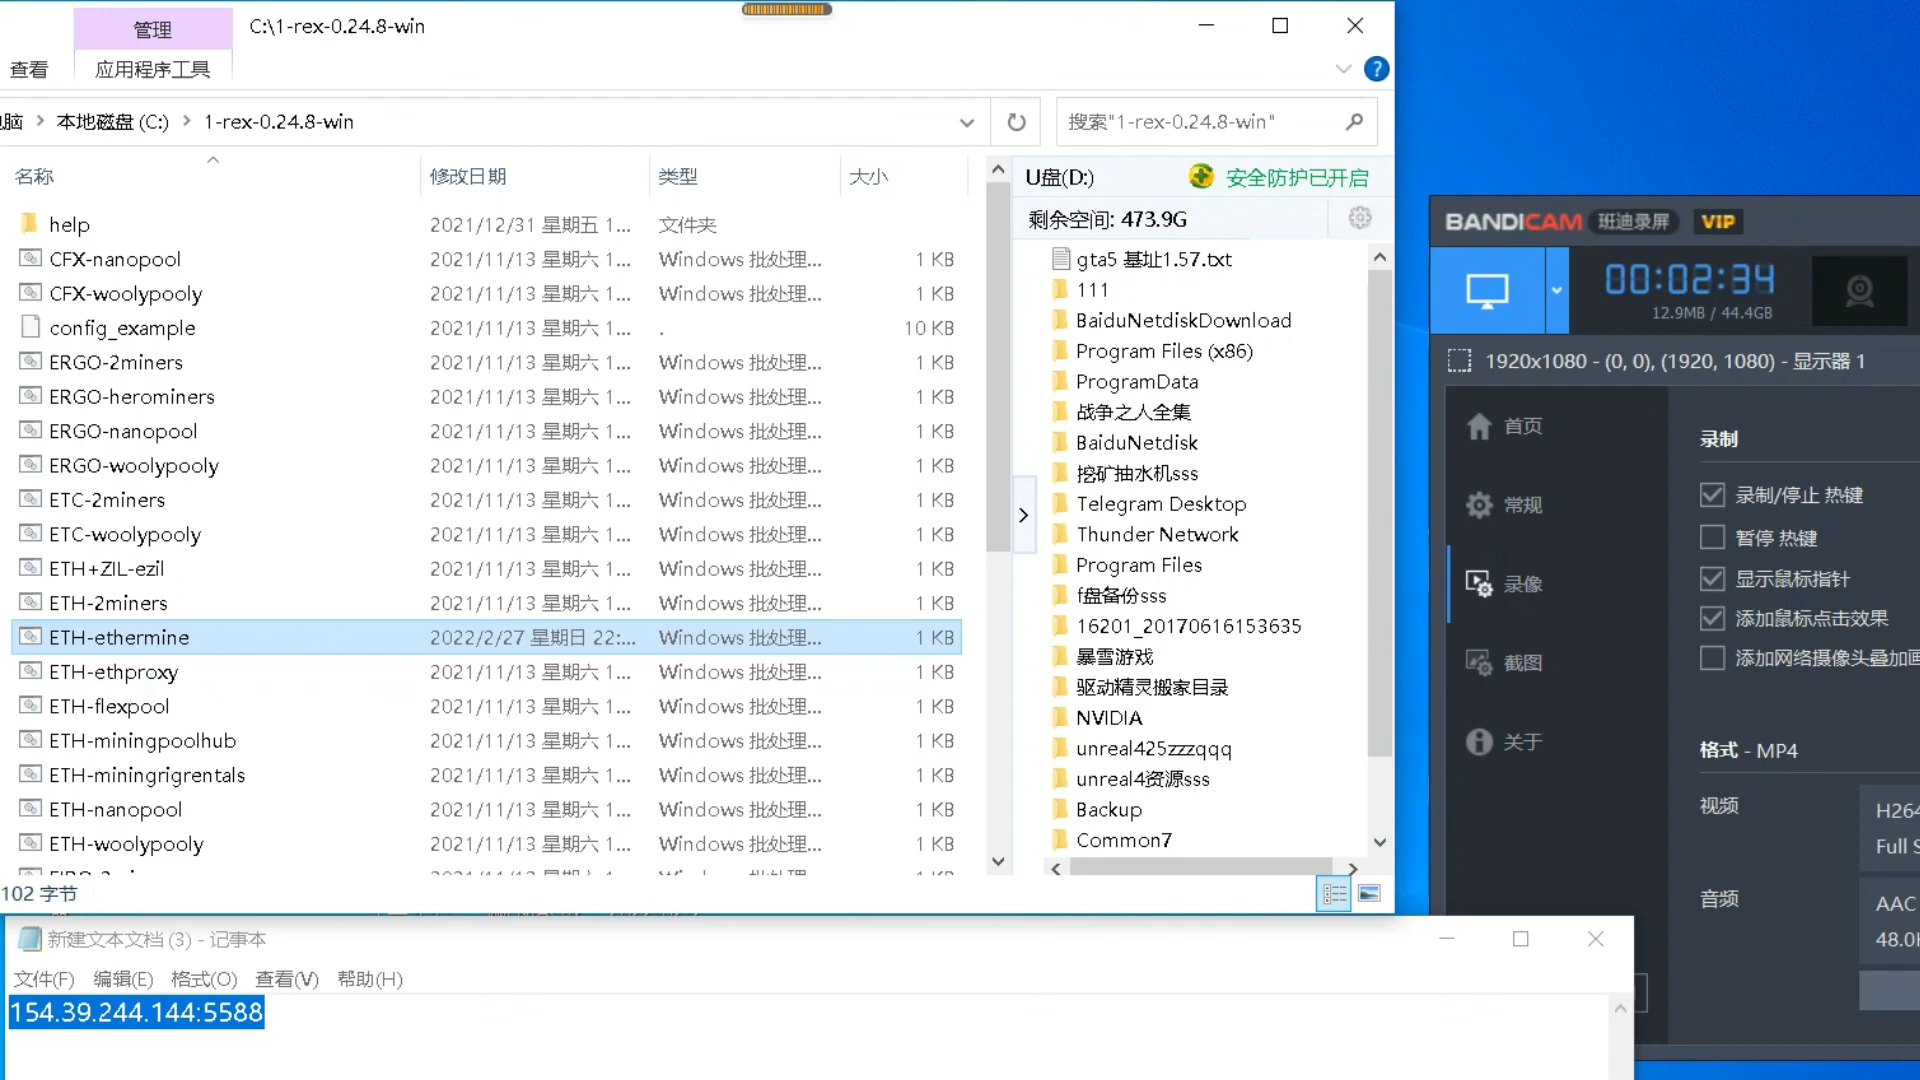 管理
C:\1-rex-0.24.8-win
查看
应用程序工具
脑 > 本地磁盘 (C:) > 1-rex-0.24.8-win
搜索"1-rex-0.24.8-win"
名称 修改日期 类型 大小
help 2021/12/31 星期五 1... 文件夹
CFX-nanopool 2021/11/13 星期六 1... Windows 批处理... 1 KB
CFX-woolypooly 2021/11/13 星期六 1... Windows 批处理... 1 KB
config_example 2021/11/13 星期六 1... . 10 KB
ERGO-2miners 2021/11/13 星期六 1... Windows 批处理... 1 KB
ERGO-herominers 2021/11/13 星期六 1... Windows 批处理... 1 KB
ERGO-nanopool 2021/11/13 星期六 1... Windows 批处理... 1 KB
ERGO-woolypooly 2021/11/13 星期六 1... Windows 批处理... 1 KB
ETC-2miners 2021/11/13 星期六 1... Windows 批处理... 1 KB
ETC-woolypooly 2021/11/13 星期六 1... Windows 批处理... 1 KB
ETH+ZIL-ezil 2021/11/13 星期六 1... Windows 批处理... 1 KB
ETH-2miners 2021/11/13 星期六 1... Windows 批处理... 1 KB
ETH-ethermine 2022/2/27 星期日 22:... Windows 批处理... 1 KB
ETH-ethproxy 2021/11/13 星期六 1... Windows 批处理... 1 KB
ETH-flexpool 2021/11/13 星期六 1... Windows 批处理... 1 KB
ETH-miningpoolhub 2021/11/13 星期六 1... Windows 批处理... 1 KB
ETH-miningrigrentals 2021/11/13 星期六 1... Windows 批处理... 1 KB
ETH-nanopool 2021/11/13 星期六 1... Windows 批处理... 1 KB
ETH-woolypooly 2021/11/13 星期六 1... Windows 批处理... 1 KB
102 字节
U盘(D:) 安全防护已开启
剩余空间: 473.9G
gta5 基址1.57.txt
111
BaiduNetdiskDownload
Program Files (x86)
ProgramData
战争之人全集
BaiduNetdisk
挖矿抽水机sss
Telegram Desktop
Thunder Network
Program Files
f盘备份sss
16201_20170616153635
暴雪游戏
驱动精灵搬家目录
NVIDIA
unreal425zzzqqq
unreal4资源sss
Backup
Common7
新建文本文档 (3) - 记事本
文件(F) 编辑(E) 格式(O) 查看(V) 帮助(H)
154.39.244.144:5588
BANDICAM 班迪录屏 VIP
00:02:34
12.9MB / 44.4GB
1920x1080 - (0, 0), (1920, 1080) - 显示器 1
首页
常规
录像
截图
关于
录制
录制/停止 热键
暂停 热键
显示鼠标指针
添加鼠标点击效果
添加网络摄像头叠加画
格式 - MP4
视频
H264
Full S
音频
AAC
48.0